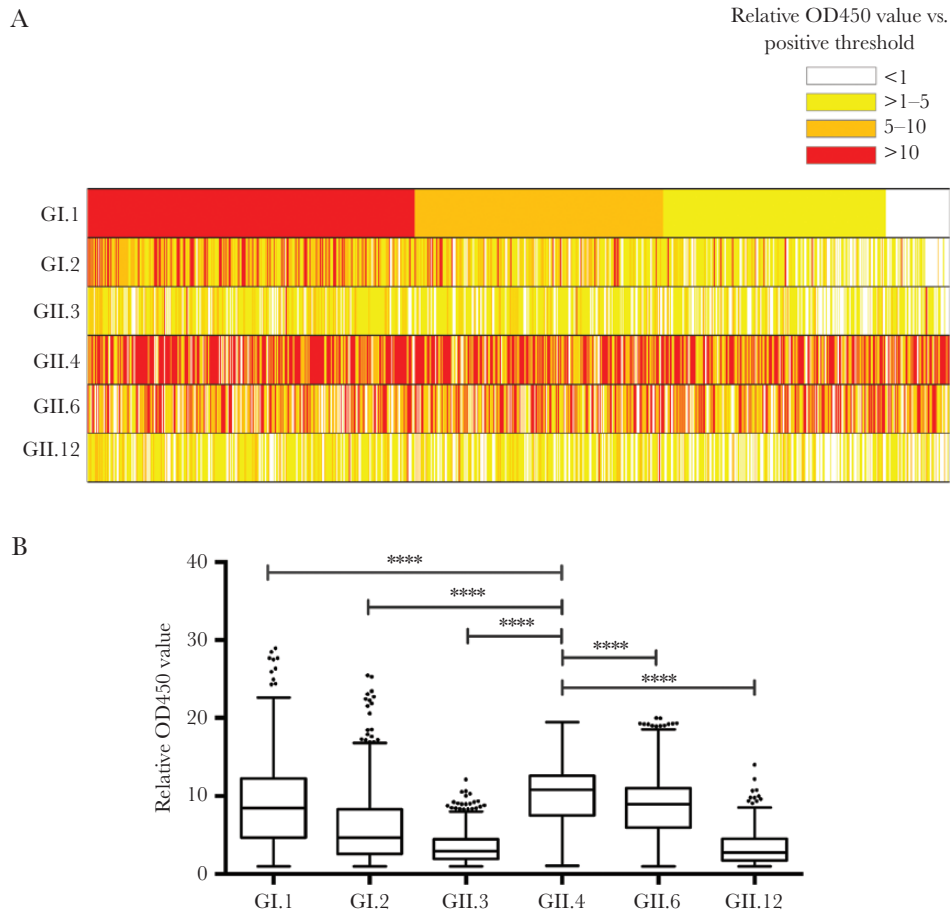 A
Relative OD450 value vs.
positive threshold
<1
>1–5
5–10
>10
GI.1
GI.2
GII.3
GII.4
GII.6
GII.12
B
Relative OD450 value
40
30
20
10
0
****
****
****
****
****
GI.1 GI.2 GII.3 GII.4 GII.6 GII.12